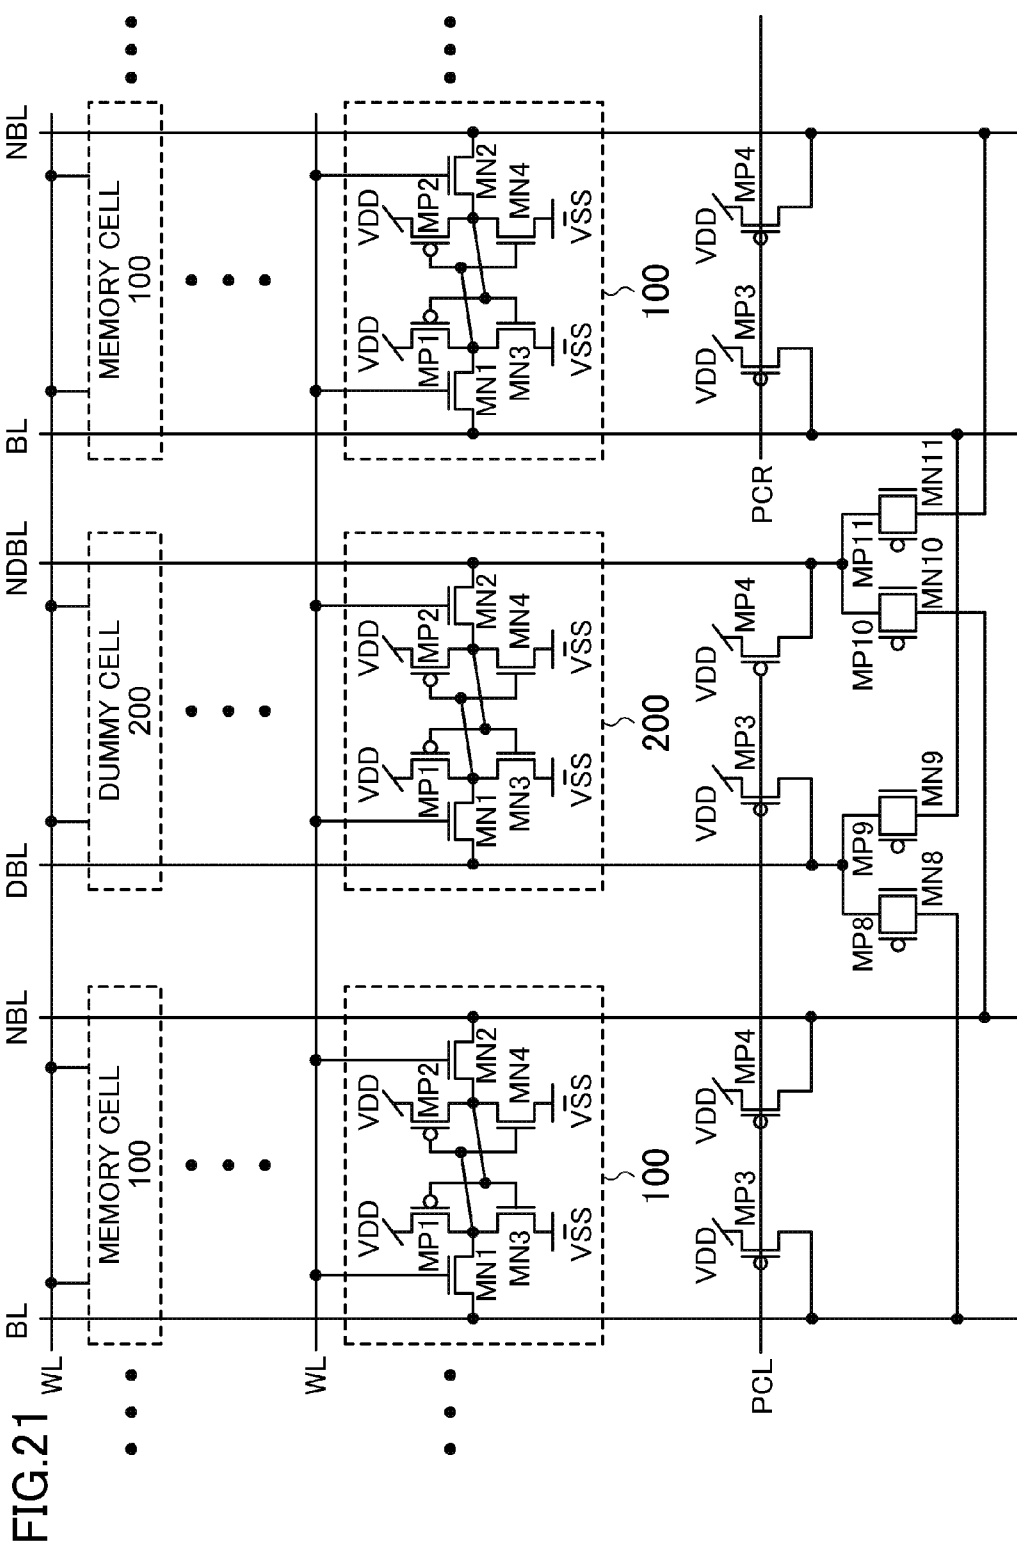 FIG.21
BL NBL DBL NDBL BL NBL
WL
MEMORY CELL DUMMY CELL MEMORY CELL
100 200 100
WL
VDD VDD VDD VDD VDD VDD
MP1 MP2 MP1 MP2 MP1 MP2
MN1 MN2 MN1 MN2 MN1 MN2
MN3 MN4 MN3 MN4 MN3 MN4
VSS VSS VSS VSS VSS VSS
100 200 100
VDD VDD VDD VDD VDD VDD
MP3 MP4 MP3 MP4 MP3 MP4
PCL PCR
MP8 MP9 MP10 MP11
MN8 MN9 MN10 MN11